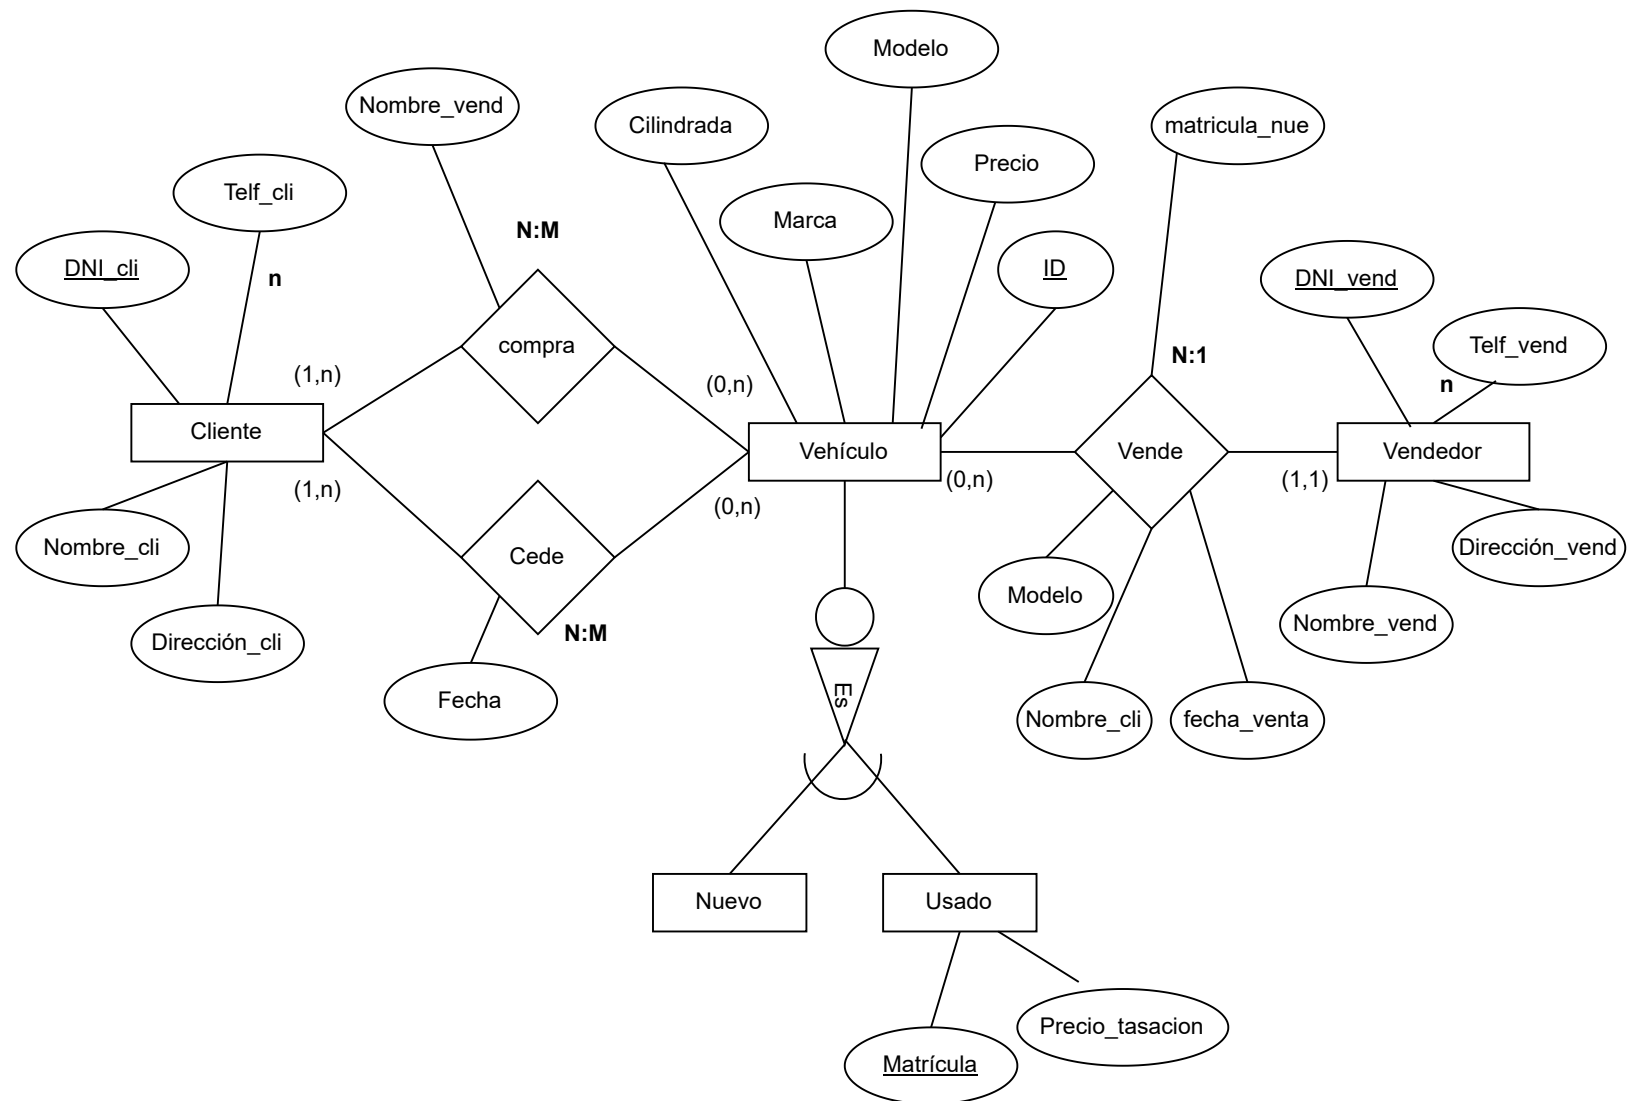 Modelo
Nombre_vend
Cilindrada
matricula_nue
Precio
Telf_cli
Marca
N:M
DNI_cli
n
ID
DNI_vend
compra
N:1
Telf_vend
(1,n)
(0,n)
n
Cliente
Vehículo
Vende
Vendedor
(1,n)
(0,n)
(0,n)
(1,1)
Nombre_cli
Cede
Dirección_vend
Modelo
Nombre_vend
Dirección_cli
N:M
Fecha
Es
Nombre_cli
fecha_venta
Nuevo
Usado
Precio_tasacion
Matrícula